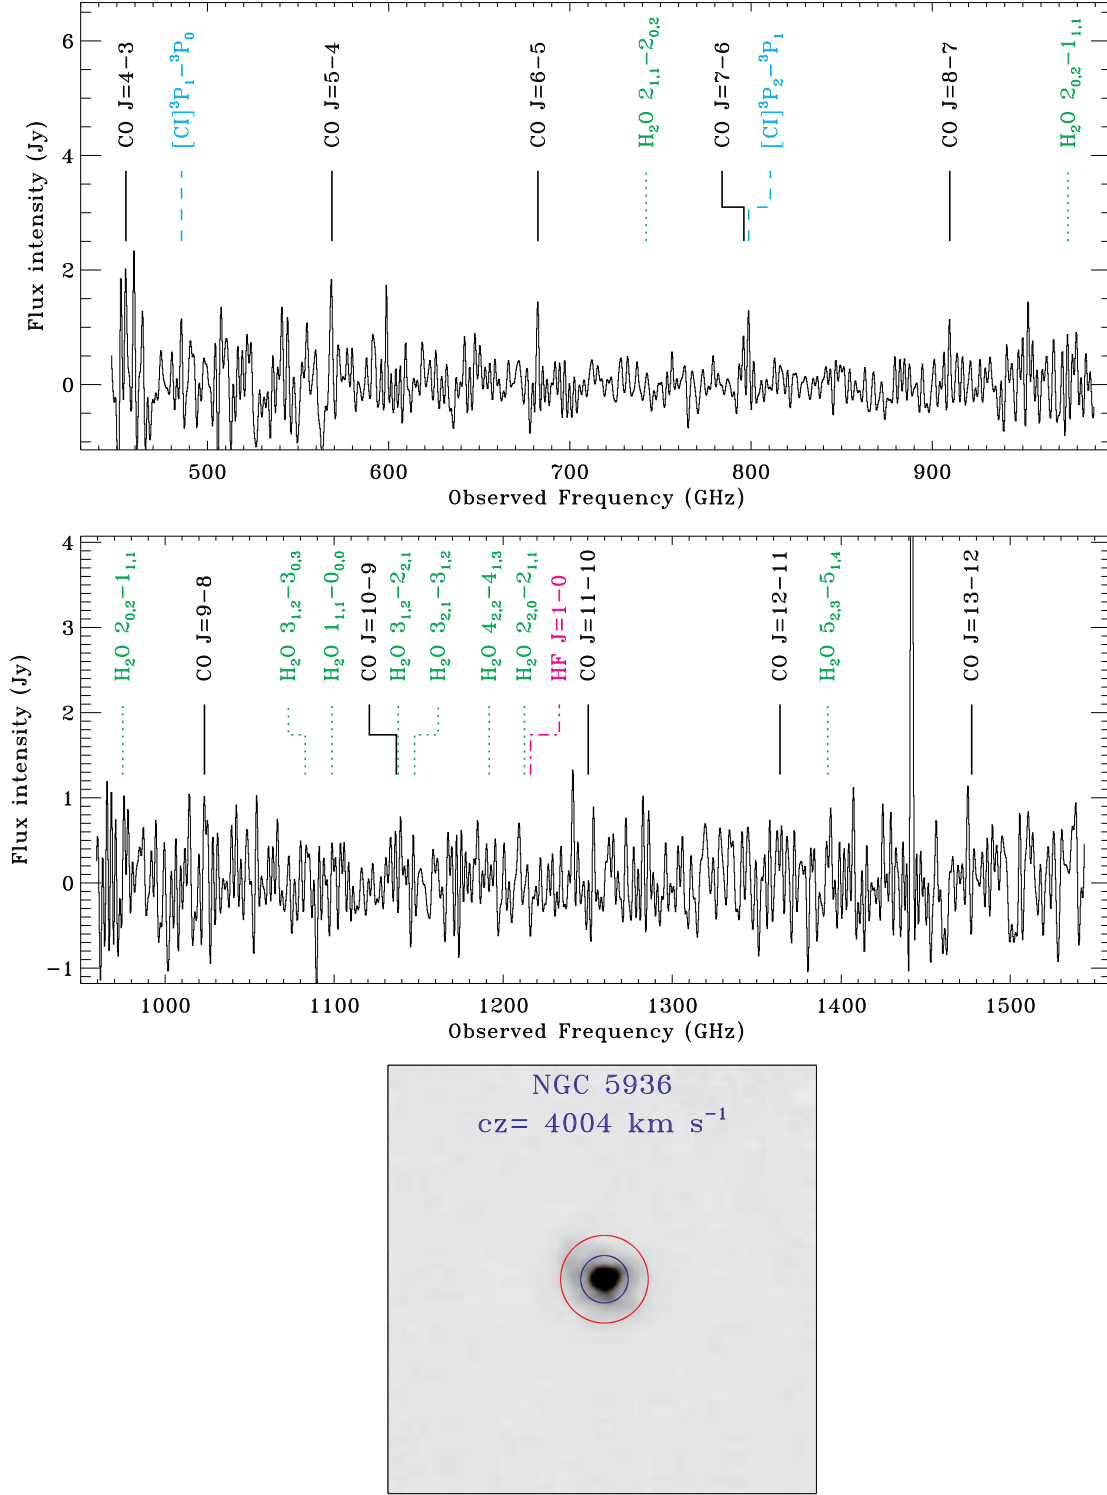 CO J=4−3
[CI]³P₁−³P₀
CO J=5−4
CO J=6−5
H₂O 2₁,₁−2₀,₂
CO J=7−6
[CI]³P₂−³P₁
CO J=8−7
H₂O 2₀,₂−1₁,₁
Flux intensity (Jy)
6
4
2
0
500 600 700 800 900
Observed Frequency (GHz)
H₂O 2₀,₂−1₁,₁
CO J=9−8
H₂O 3₁,₂−3₀,₃
H₂O 1₁,₁−0₀,₀
CO J=10−9
H₂O 3₁,₂−2₂,₁
H₂O 3₂,₁−3₁,₂
H₂O 4₂,₂−4₁,₃
H₂O 2₂,₀−2₁,₁
HF J=1−0
CO J=11−10
CO J=12−11
H₂O 5₂,₃−5₁,₄
CO J=13−12
Flux intensity (Jy)
4
3
2
1
0
−1
1000 1100 1200 1300 1400 1500
Observed Frequency (GHz)
NGC 5936
cz= 4004 km s⁻¹